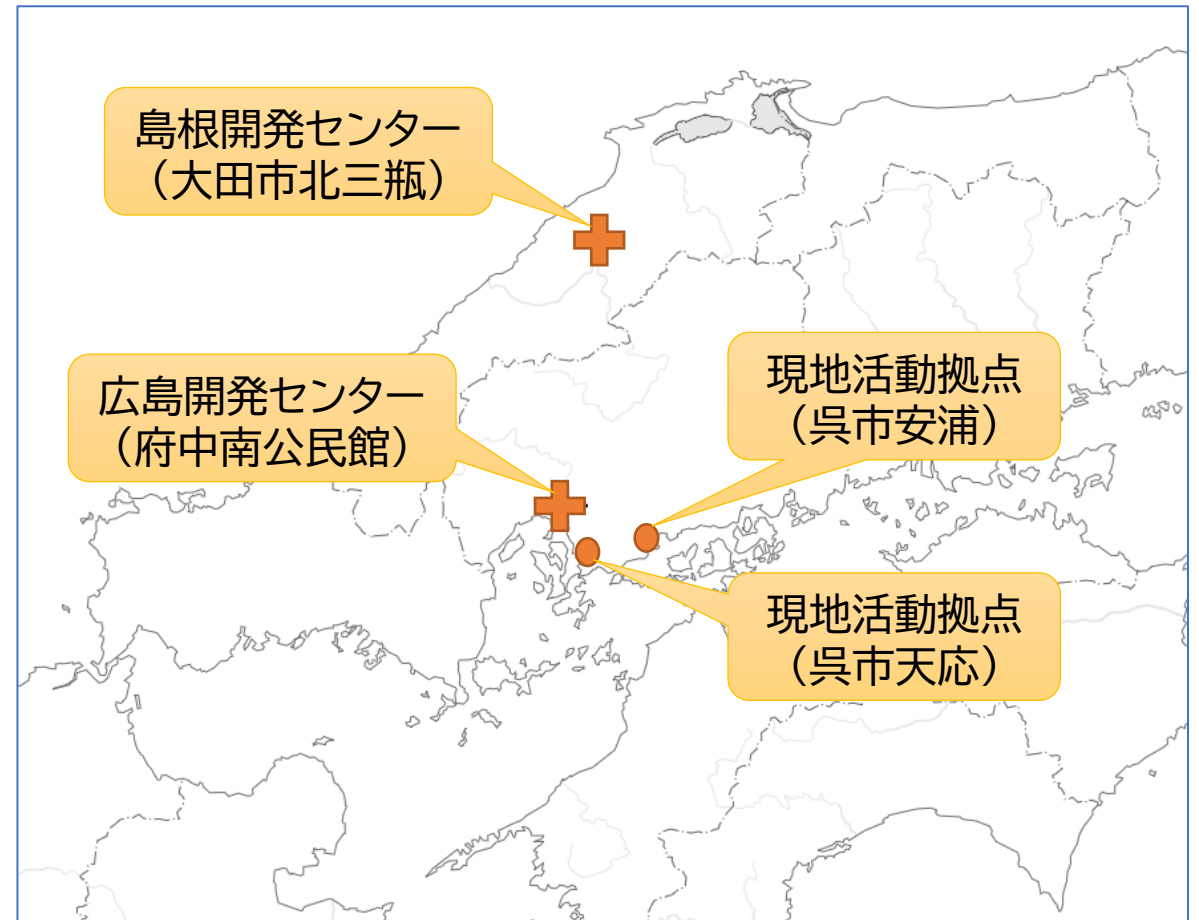 島根開発センター
（大田市北三瓶）
広島開発センター
（府中南公民館）
現地活動拠点
（呉市安浦）
現地活動拠点
（呉市天応）